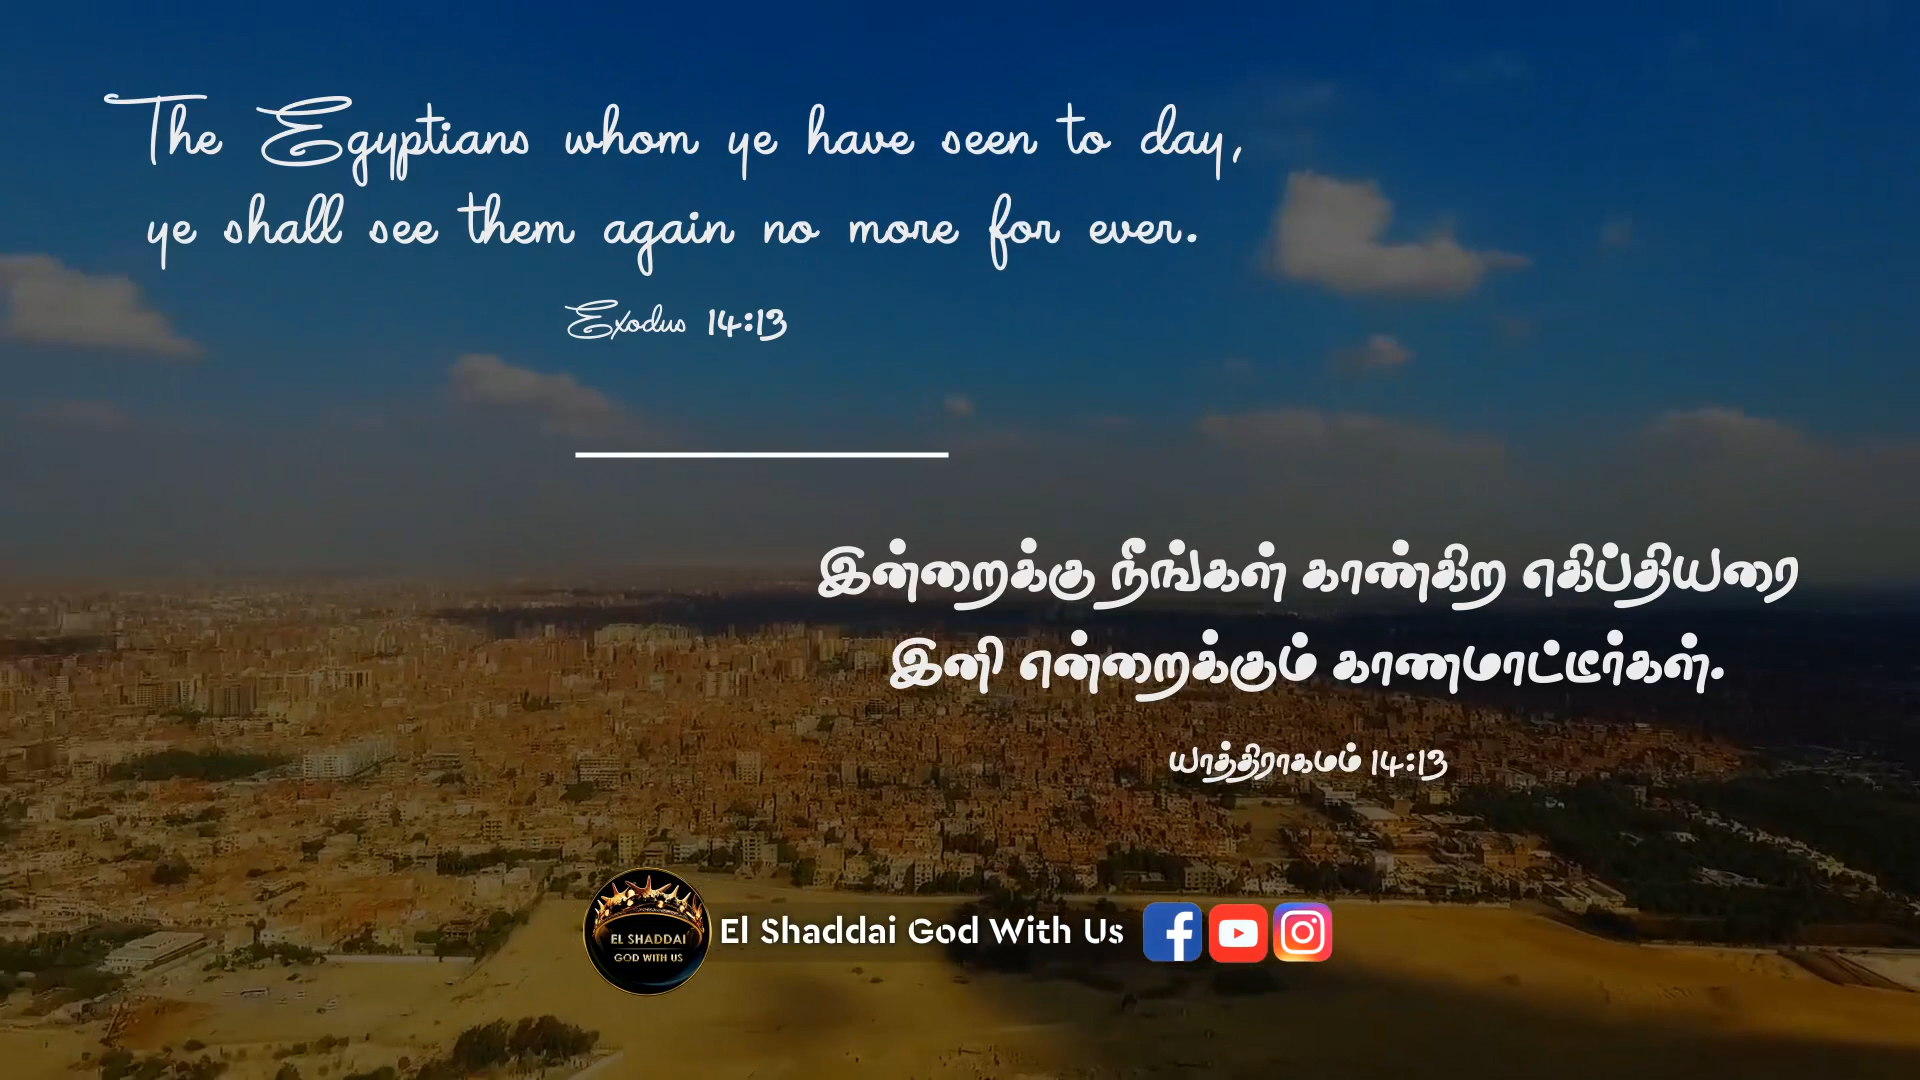 The Egyptians whom ye have seen to day,
ye shall see them again no more for ever.
Exodus 14:13
இன்றைக்கு நீங்கள் காண்கிற எகிப்தியரை
இனி என்றைக்கும் காணமாட்டீர்கள்.
யாத்திராகமம் 14:13
EL SHADDAI
GOD WITH US
El Shaddai God With Us